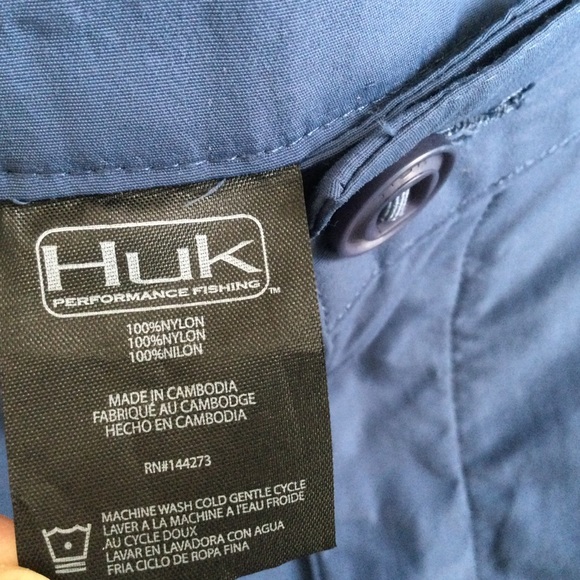 Huk
PERFORMANCE FISHING™
100%NYLON
100%NYLON
100%NILON
MADE IN CAMBODIA
FABRIQUÉ AU CAMBODGE
HECHO EN CAMBODIA
RN#144273
MACHINE WASH COLD GENTLE CYCLE
LAVER A LA MACHINE A L'EAU FROIDE
.AU CYCLE DOUX
LAVAR EN LAVADORA CON AGUA
FRIA CICLO DE ROPA FINA